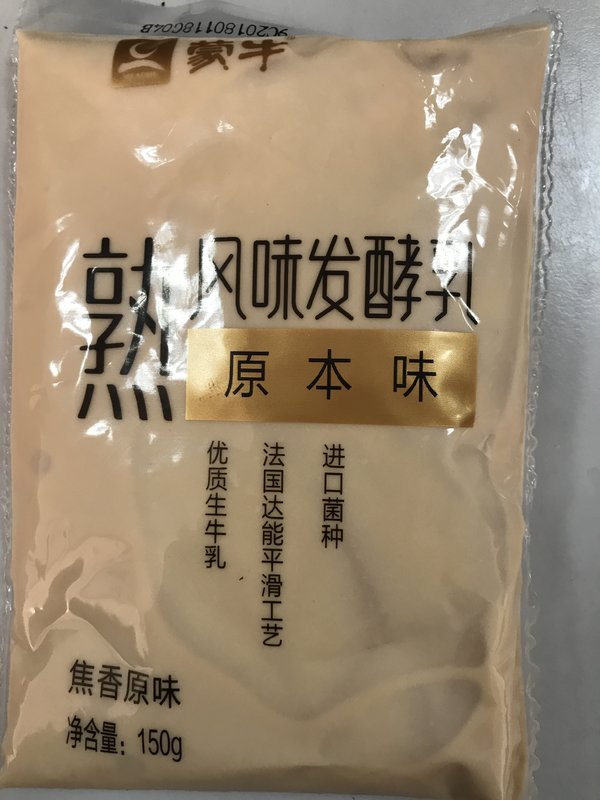 9C20180118C04B
蒙牛
熟
风味发酵乳
原本味
进口菌种
法国达能平滑工艺
优质生牛乳
焦香原味
净含量：150g